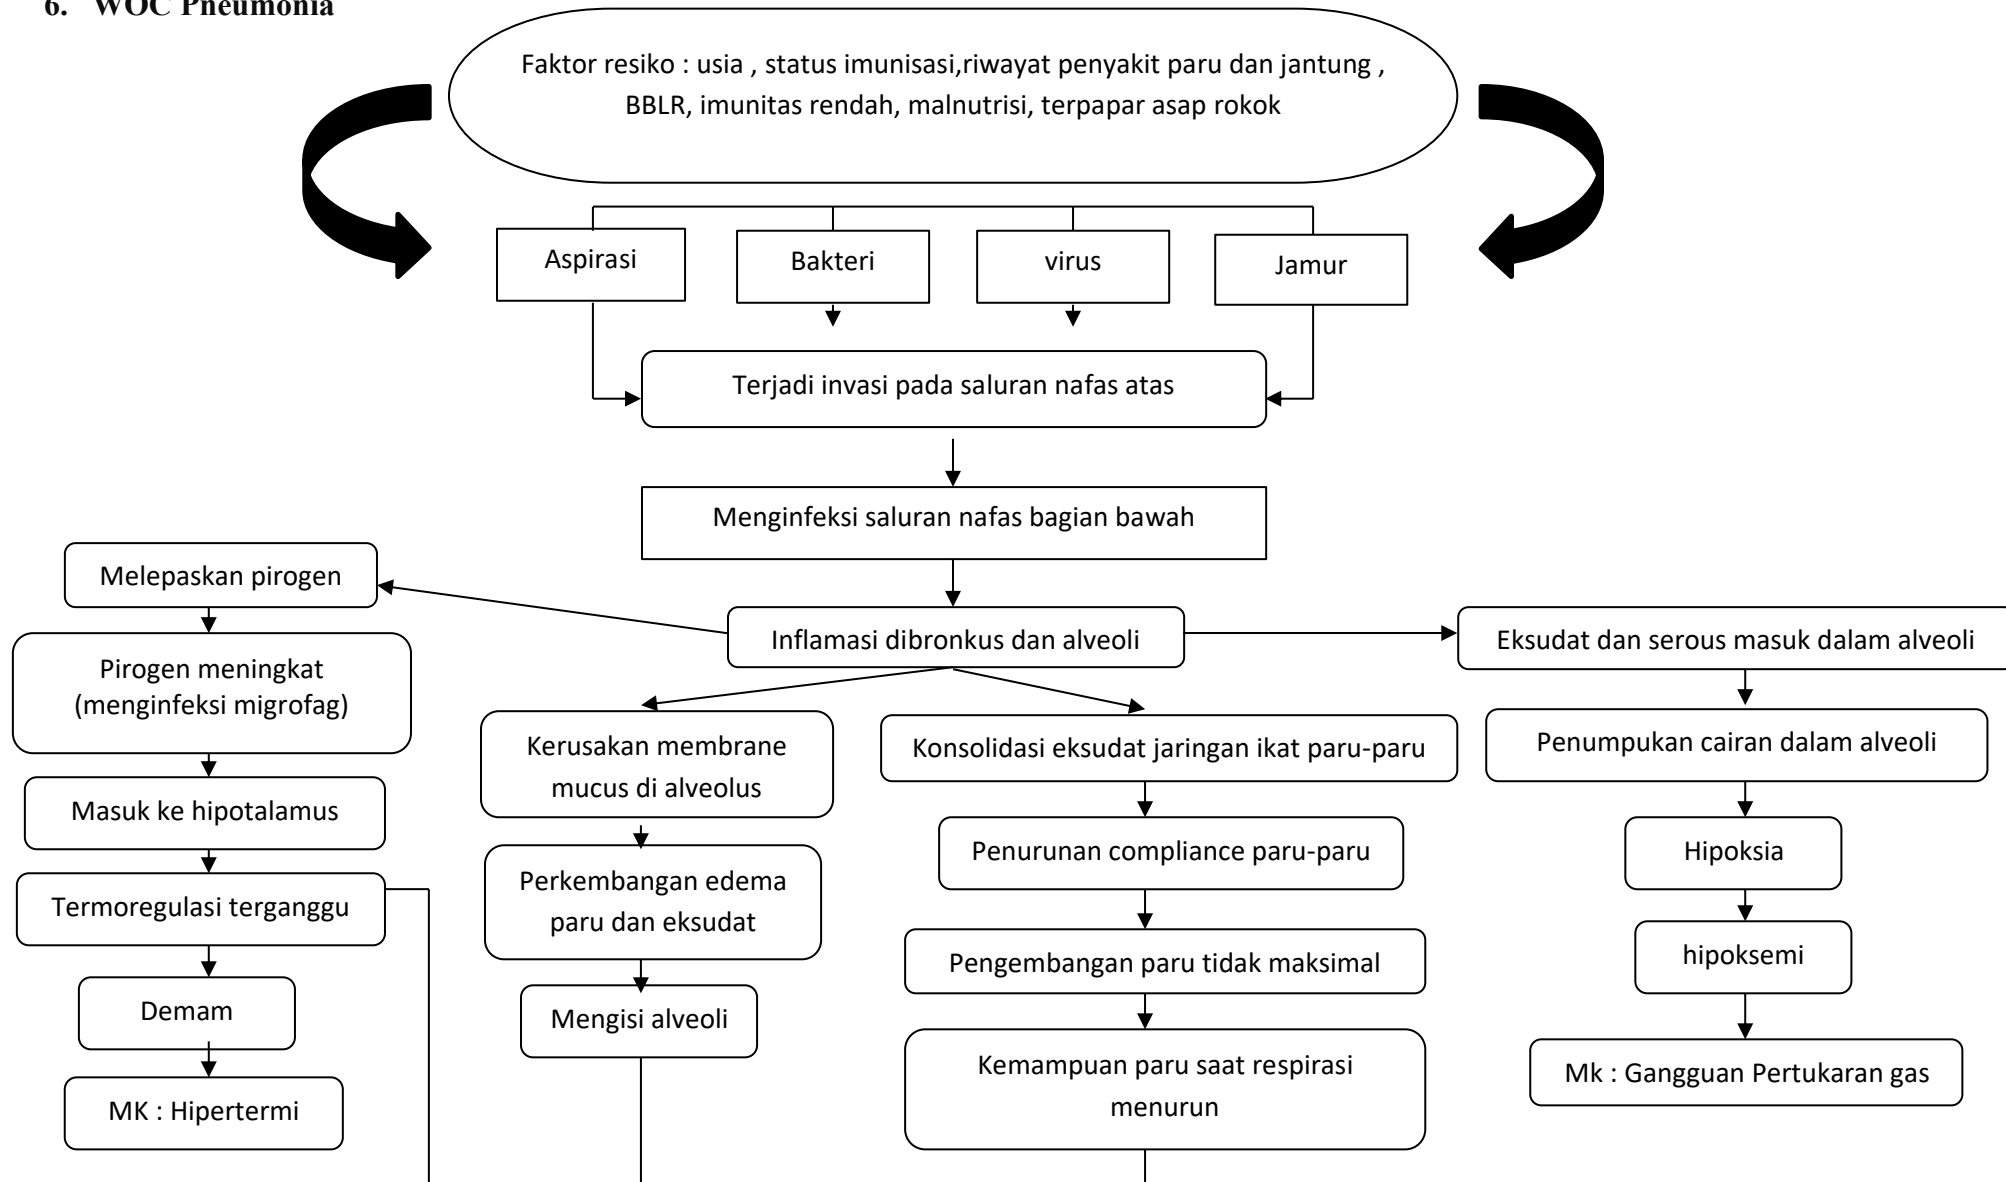 6. WOC Pneumonia
Faktor resiko : usia , status imunisasi,riwayat penyakit paru dan jantung ,
BBLR, imunitas rendah, malnutrisi, terpapar asap rokok
Aspirasi
Bakteri
virus
Jamur
Terjadi invasi pada saluran nafas atas
Menginfeksi saluran nafas bagian bawah
Melepaskan pirogen
Inflamasi dibronkus dan alveoli
Eksudat dan serous masuk dalam alveoli
Pirogen meningkat
(menginfeksi migrofag)
Kerusakan membrane
mucus di alveolus
Konsolidasi eksudat jaringan ikat paru-paru
Penumpukan cairan dalam alveoli
Masuk ke hipotalamus
Perkembangan edema
paru dan eksudat
Penurunan compliance paru-paru
Hipoksia
Termoregulasi terganggu
Pengembangan paru tidak maksimal
hipoksemi
Demam
Mengisi alveoli
Kemampuan paru saat respirasi
menurun
Mk : Gangguan Pertukaran gas
MK : Hipertermi